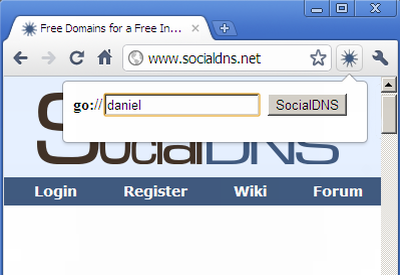 Free Domains for a Free In...
www.socialdns.net
go:// daniel SocialDNS
SocialDNS
Login Register Wiki Forum